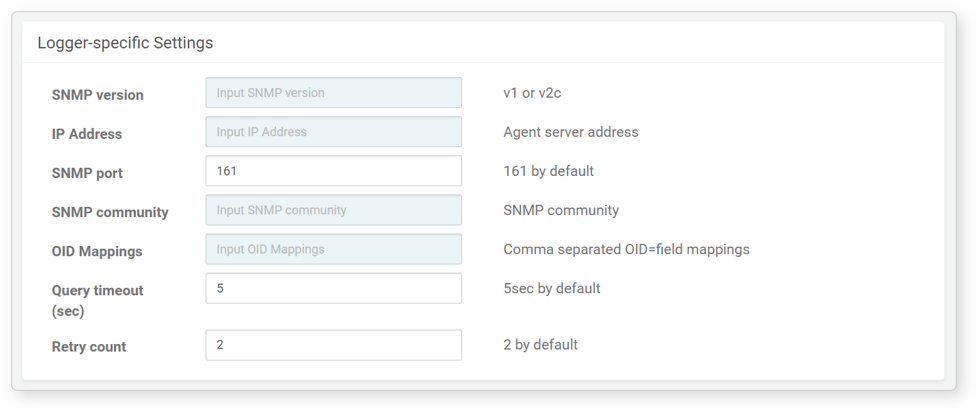 Logger-specific Settings
SNMP version Input SNMP version v1 or v2c
IP Address Input IP Address Agent server address
SNMP port 161 161 by default
SNMP community Input SNMP community SNMP community
OID Mappings Input OID Mappings Comma separated OID=field mappings
Query timeout 5 5sec by default
(sec)
Retry count 2 2 by default